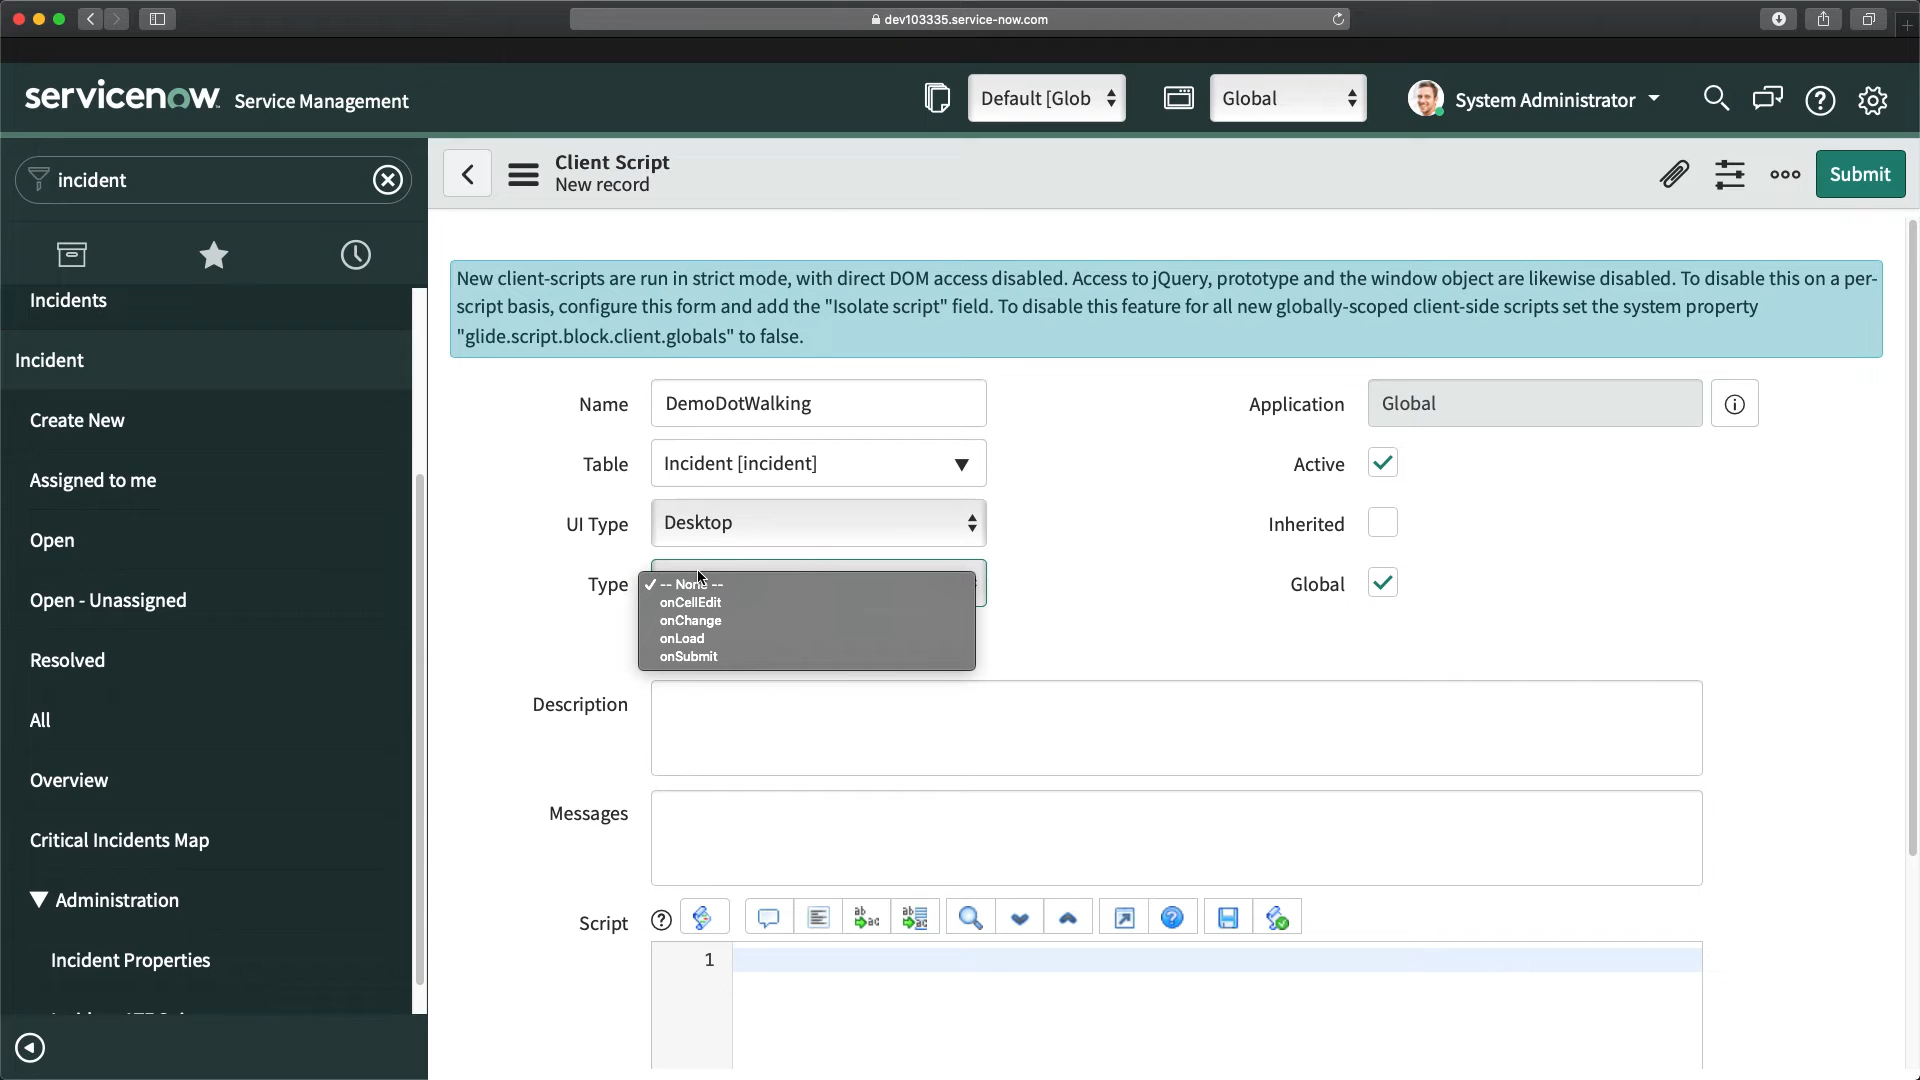 dev103335.service-now.com
servicenow Service Management
Default [Glob
Global
System Administrator
incident
Incidents
Incident
Create New
Assigned to me
Open
Open - Unassigned
Resolved
All
Overview
Critical Incidents Map
Administration
Incident Properties
Client Script
New record
Submit
New client-scripts are run in strict mode, with direct DOM access disabled. Access to jQuery, prototype and the window object are likewise disabled. To disable this on a per-
script basis, configure this form and add the "Isolate script" field. To disable this feature for all new globally-scoped client-side scripts set the system property
"glide.script.block.client.globals" to false.
Name DemoDotWalking
Application Global
Table Incident [incident]
Active
UI Type Desktop
Inherited
Type
-- None --
onCellEdit
onChange
onLoad
onSubmit
Global
Description
Messages
Script
1